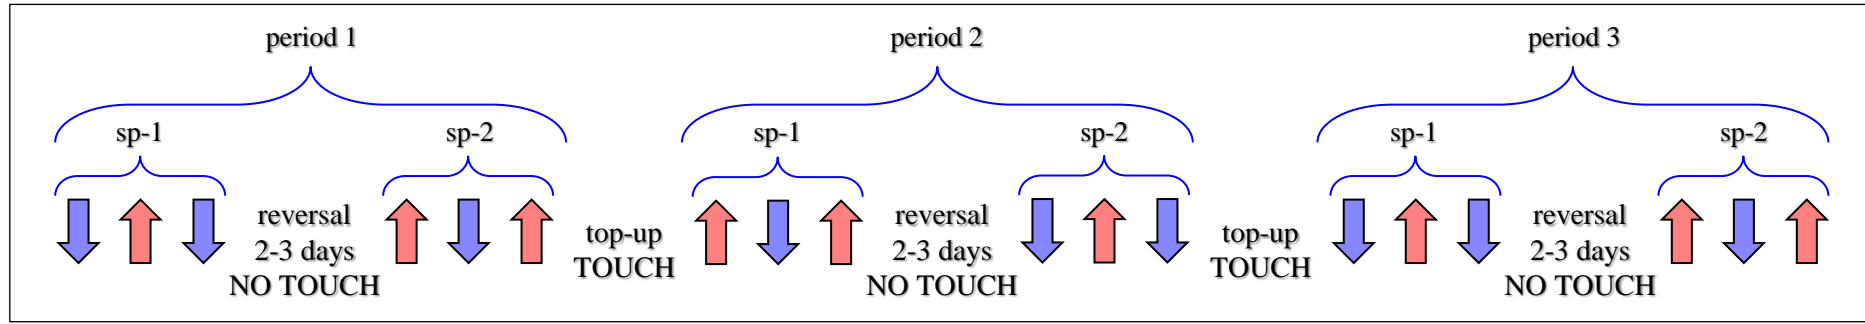 period 1
period 2
period 3
sp-1
sp-2
sp-1
sp-2
sp-1
sp-2
reversal
2-3 days
NO TOUCH
top-up
TOUCH
reversal
2-3 days
NO TOUCH
top-up
TOUCH
reversal
2-3 days
NO TOUCH